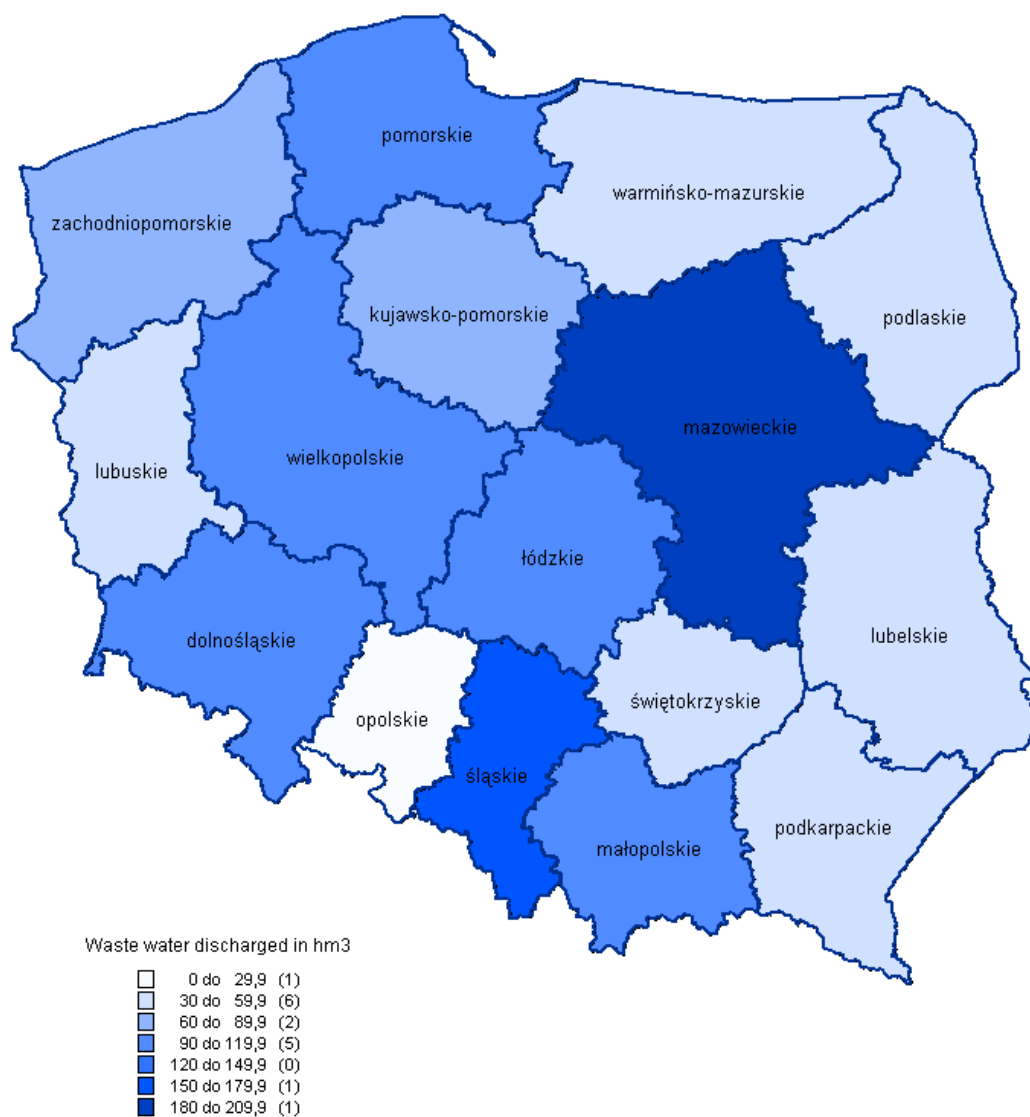 pomorskie
warmińsko-mazurskie
zachodniopomorskie
kujawsko-pomorskie
podlaskie
mazowieckie
wielkopolskie
lubuskie
łódzkie
lubelskie
dolnośląskie
świętokrzyskie
opolskie
śląskie
podkarpackie
małopolskie
Waste water discharged in hm3
0 do 29,9 (1)
30 do 59,9 (6)
60 do 89,9 (2)
90 do 119,9 (5)
120 do 149,9 (0)
150 do 179,9 (1)
180 do 209,9 (1)